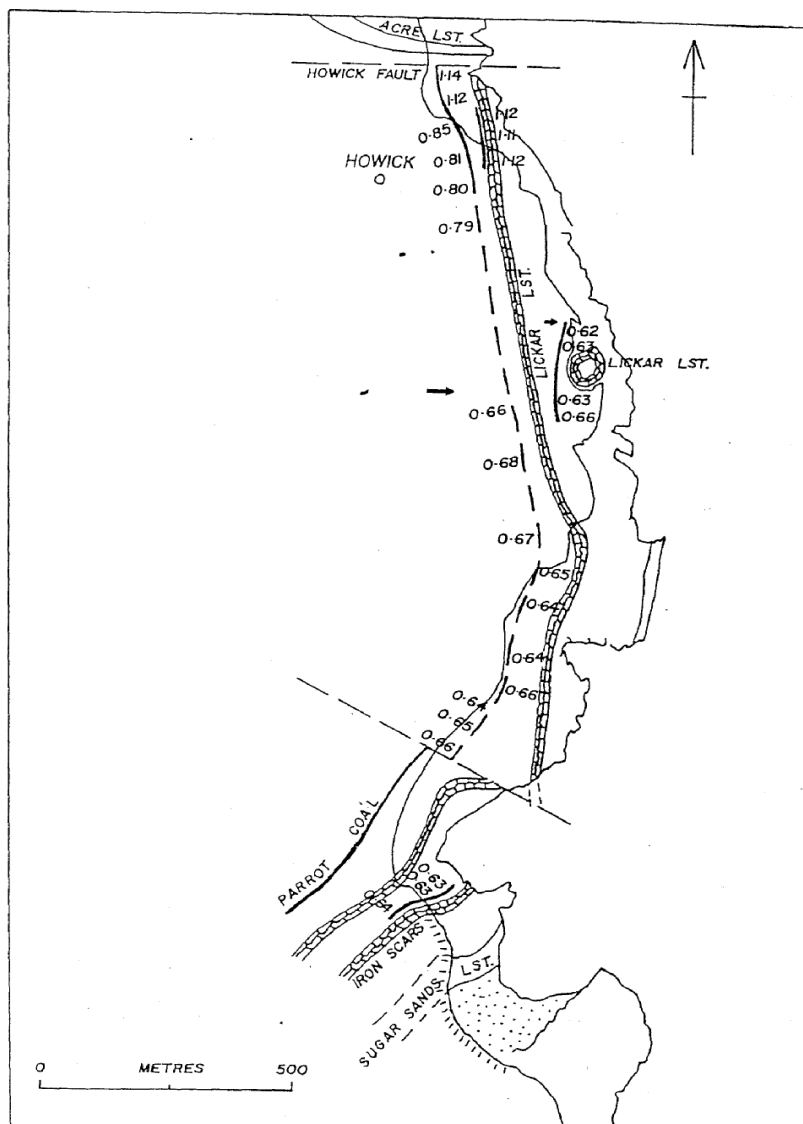 ACRE LST.
HOWICK FAULT
1·14
1·12
1·12
0·85
1·11
0·81
1·12
HOWICK
0·80
0·79
LICKAR LST.
0·62
0·63
LICKAR LST.
0·63
0·66
0·66
0·68
0·67
0·65
0·64
0·64
0·66
0·65
0·66
PARROT COAL
0·63
0·63
IRON SCARS
SUGAR SANDS LST.
0 METRES 500